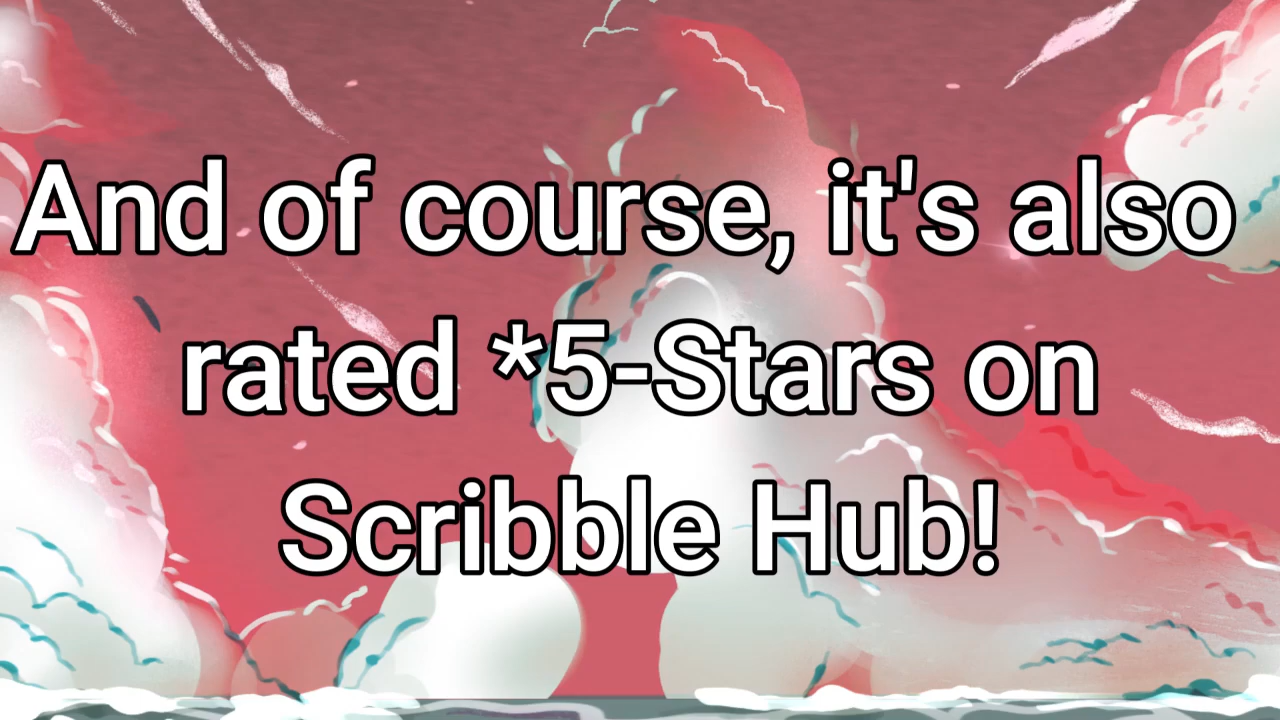 And of course, it's also
rated *5-Stars on
Scribble Hub!